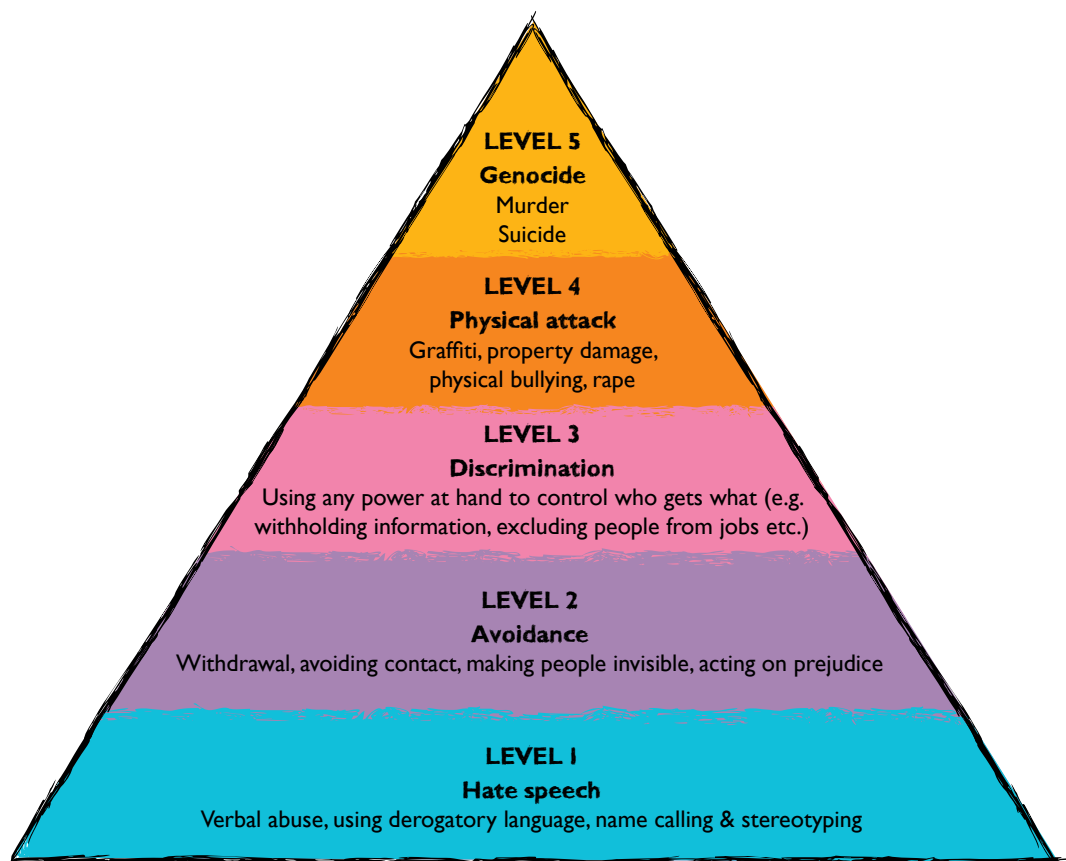 LEVEL 5
Genocide
Murder
Suicide
LEVEL 4
Physical attack
Graffiti, property damage,
physical bullying, rape
LEVEL 3
Discrimination
Using any power at hand to control who gets what (e.g.
withholding information, excluding people from jobs etc.)
LEVEL 2
Avoidance
Withdrawal, avoiding contact, making people invisible, acting on prejudice
LEVEL 1
Hate speech
Verbal abuse, using derogatory language, name calling & stereotyping